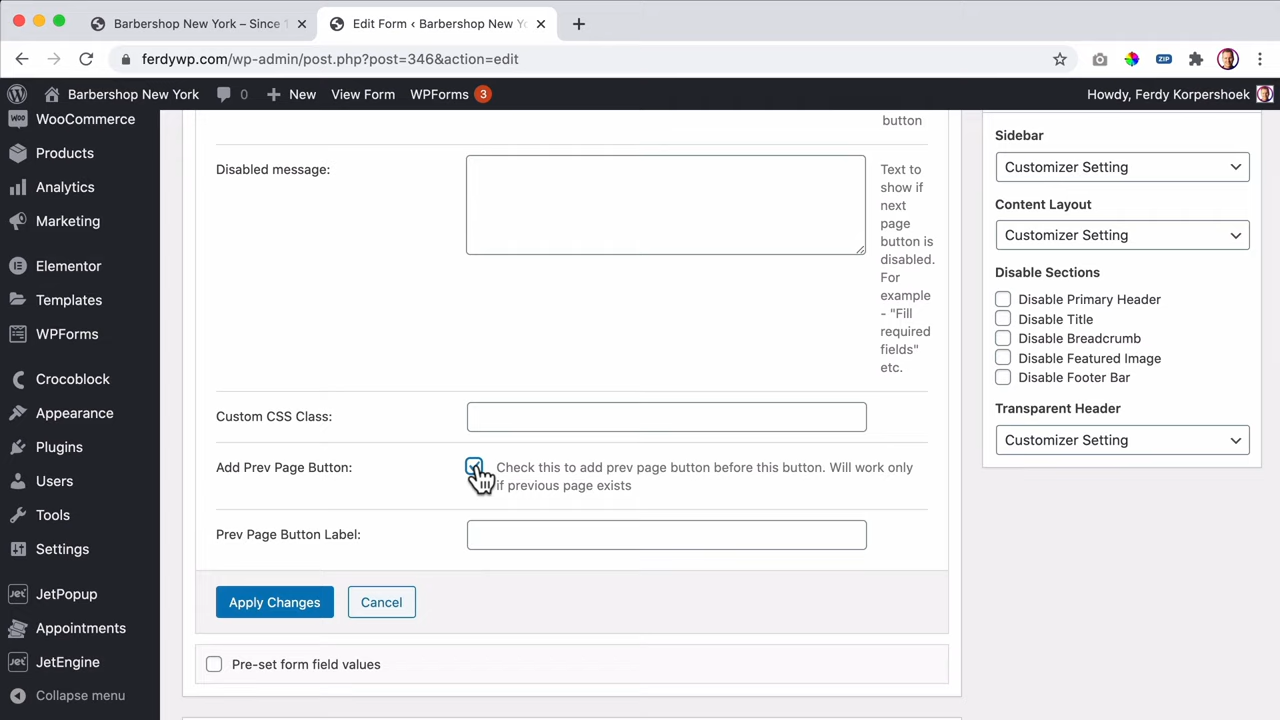 Barbershop New York – Since 1
Edit Form ‹ Barbershop New Yo
ferdywp.com/wp-admin/post.php?post=346&action=edit
ZIP
Barbershop New York
0
New
View Form
WPForms 3
Howdy, Ferdy Korpershoek
WooCommerce
Products
Analytics
Marketing
Elementor
Templates
WPForms
Crocoblock
Appearance
Plugins
Users
Tools
Settings
JetPopup
Appointments
JetEngine
Collapse menu
button
Disabled message:
Text to
show if
next
page
button is
disabled.
For
example
- "Fill
required
fields"
etc.
Custom CSS Class:
Add Prev Page Button:
Check this to add prev page button before this button. Will work only
if previous page exists
Prev Page Button Label:
Apply Changes
Cancel
Pre-set form field values
Sidebar
Customizer Setting
Content Layout
Customizer Setting
Disable Sections
Disable Primary Header
Disable Title
Disable Breadcrumb
Disable Featured Image
Disable Footer Bar
Transparent Header
Customizer Setting